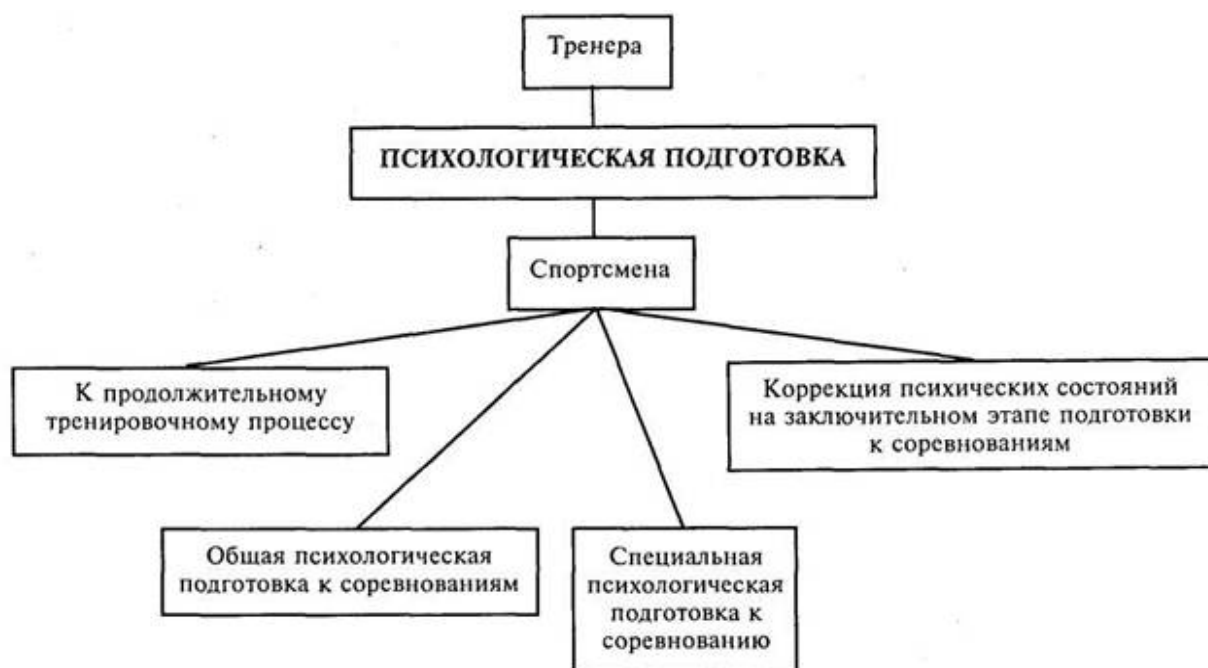 Тренера
ПСИХОЛОГИЧЕСКАЯ ПОДГОТОВКА
Спортсмена
К продолжительному
тренировочному процессу
Коррекция психических состояний
на заключительном этапе подготовки
к соревнованиям
Общая психологическая
подготовка к соревнованиям
Специальная
психологическая
подготовка к
соревнованию